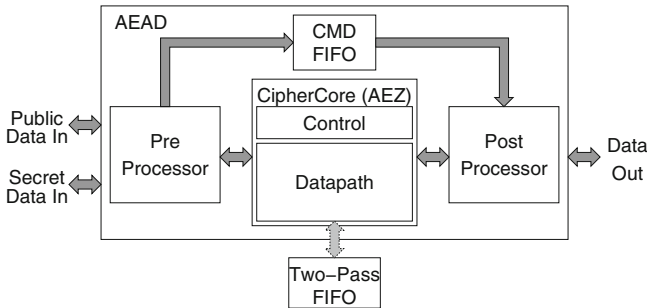 AEAD
CMD
FIFO
CipherCore (AEZ)
Control
Datapath
Public
Data In
Secret
Data In
Pre
Processor
Post
Processor
Data
Out
Two−Pass
FIFO